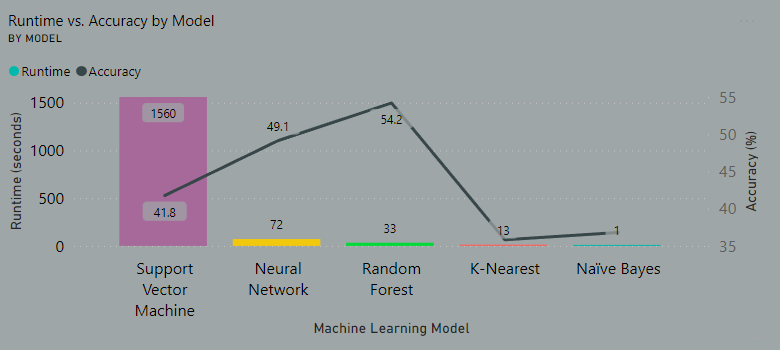 Runtime vs. Accuracy by Model
BY MODEL
Runtime Accuracy
1500
1000
500
0
Runtime (seconds)
55
50
45
40
35
Accuracy (%)
1560
41.8
49.1
72
54.2
33
13
1
Support
Vector
Machine
Neural
Network
Random
Forest
K-Nearest
Naïve Bayes
Machine Learning Model